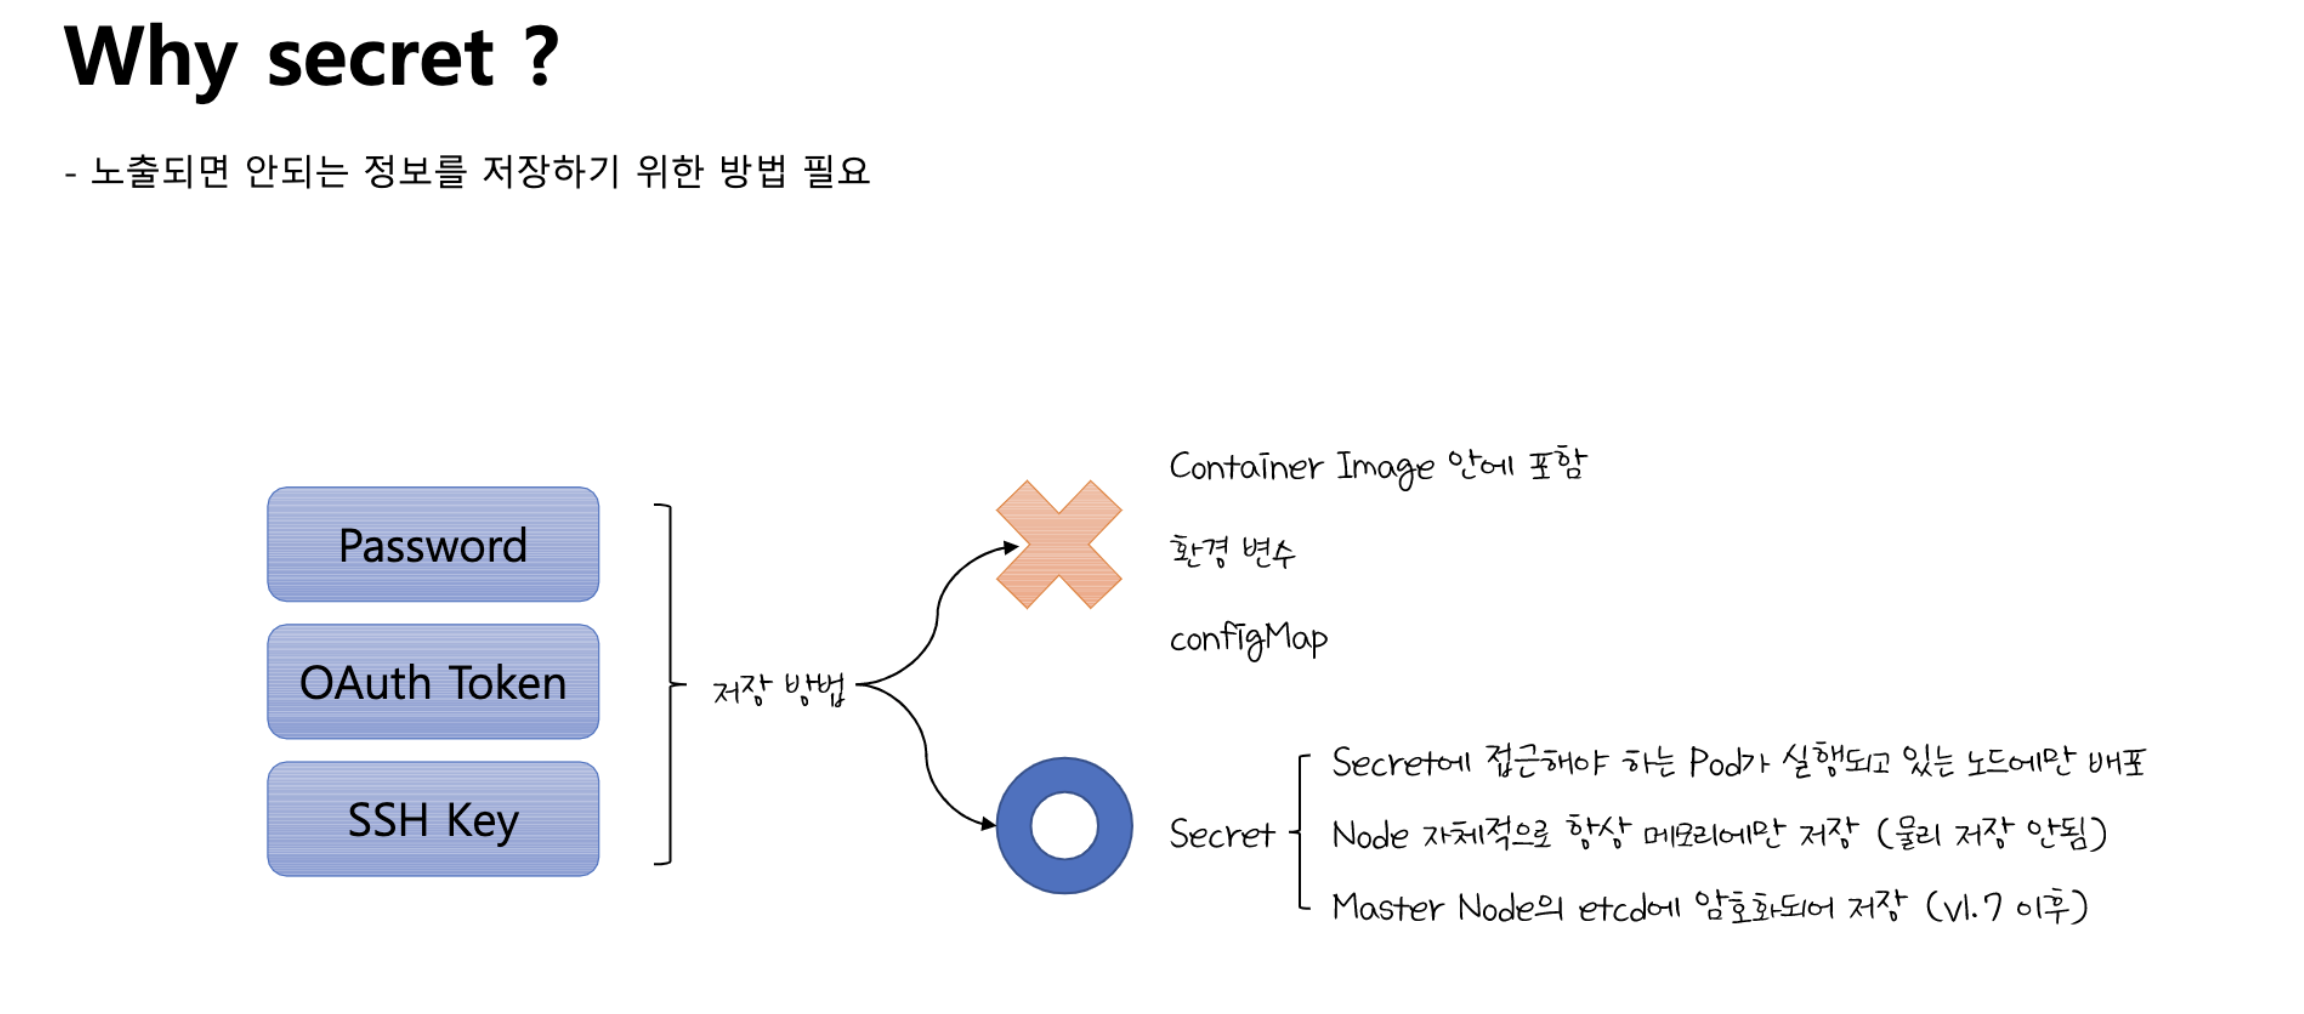 Why secret ?
- 노출되면 안되는 정보를 저장하기 위한 방법 필요
Password
OAuth Token
SSH Key
저장 방법
Container Image 안에 포함
환경 변수
configMap
Secret
Secret에 접근해야 하는 Pod가 실행되고 있는 노드에만 배포
Node 자체적으로 항상 메모리에만 저장 (물리 저장 안됨)
Master Node의 etcd에 암호화되어 저장 (v1.7 이후)